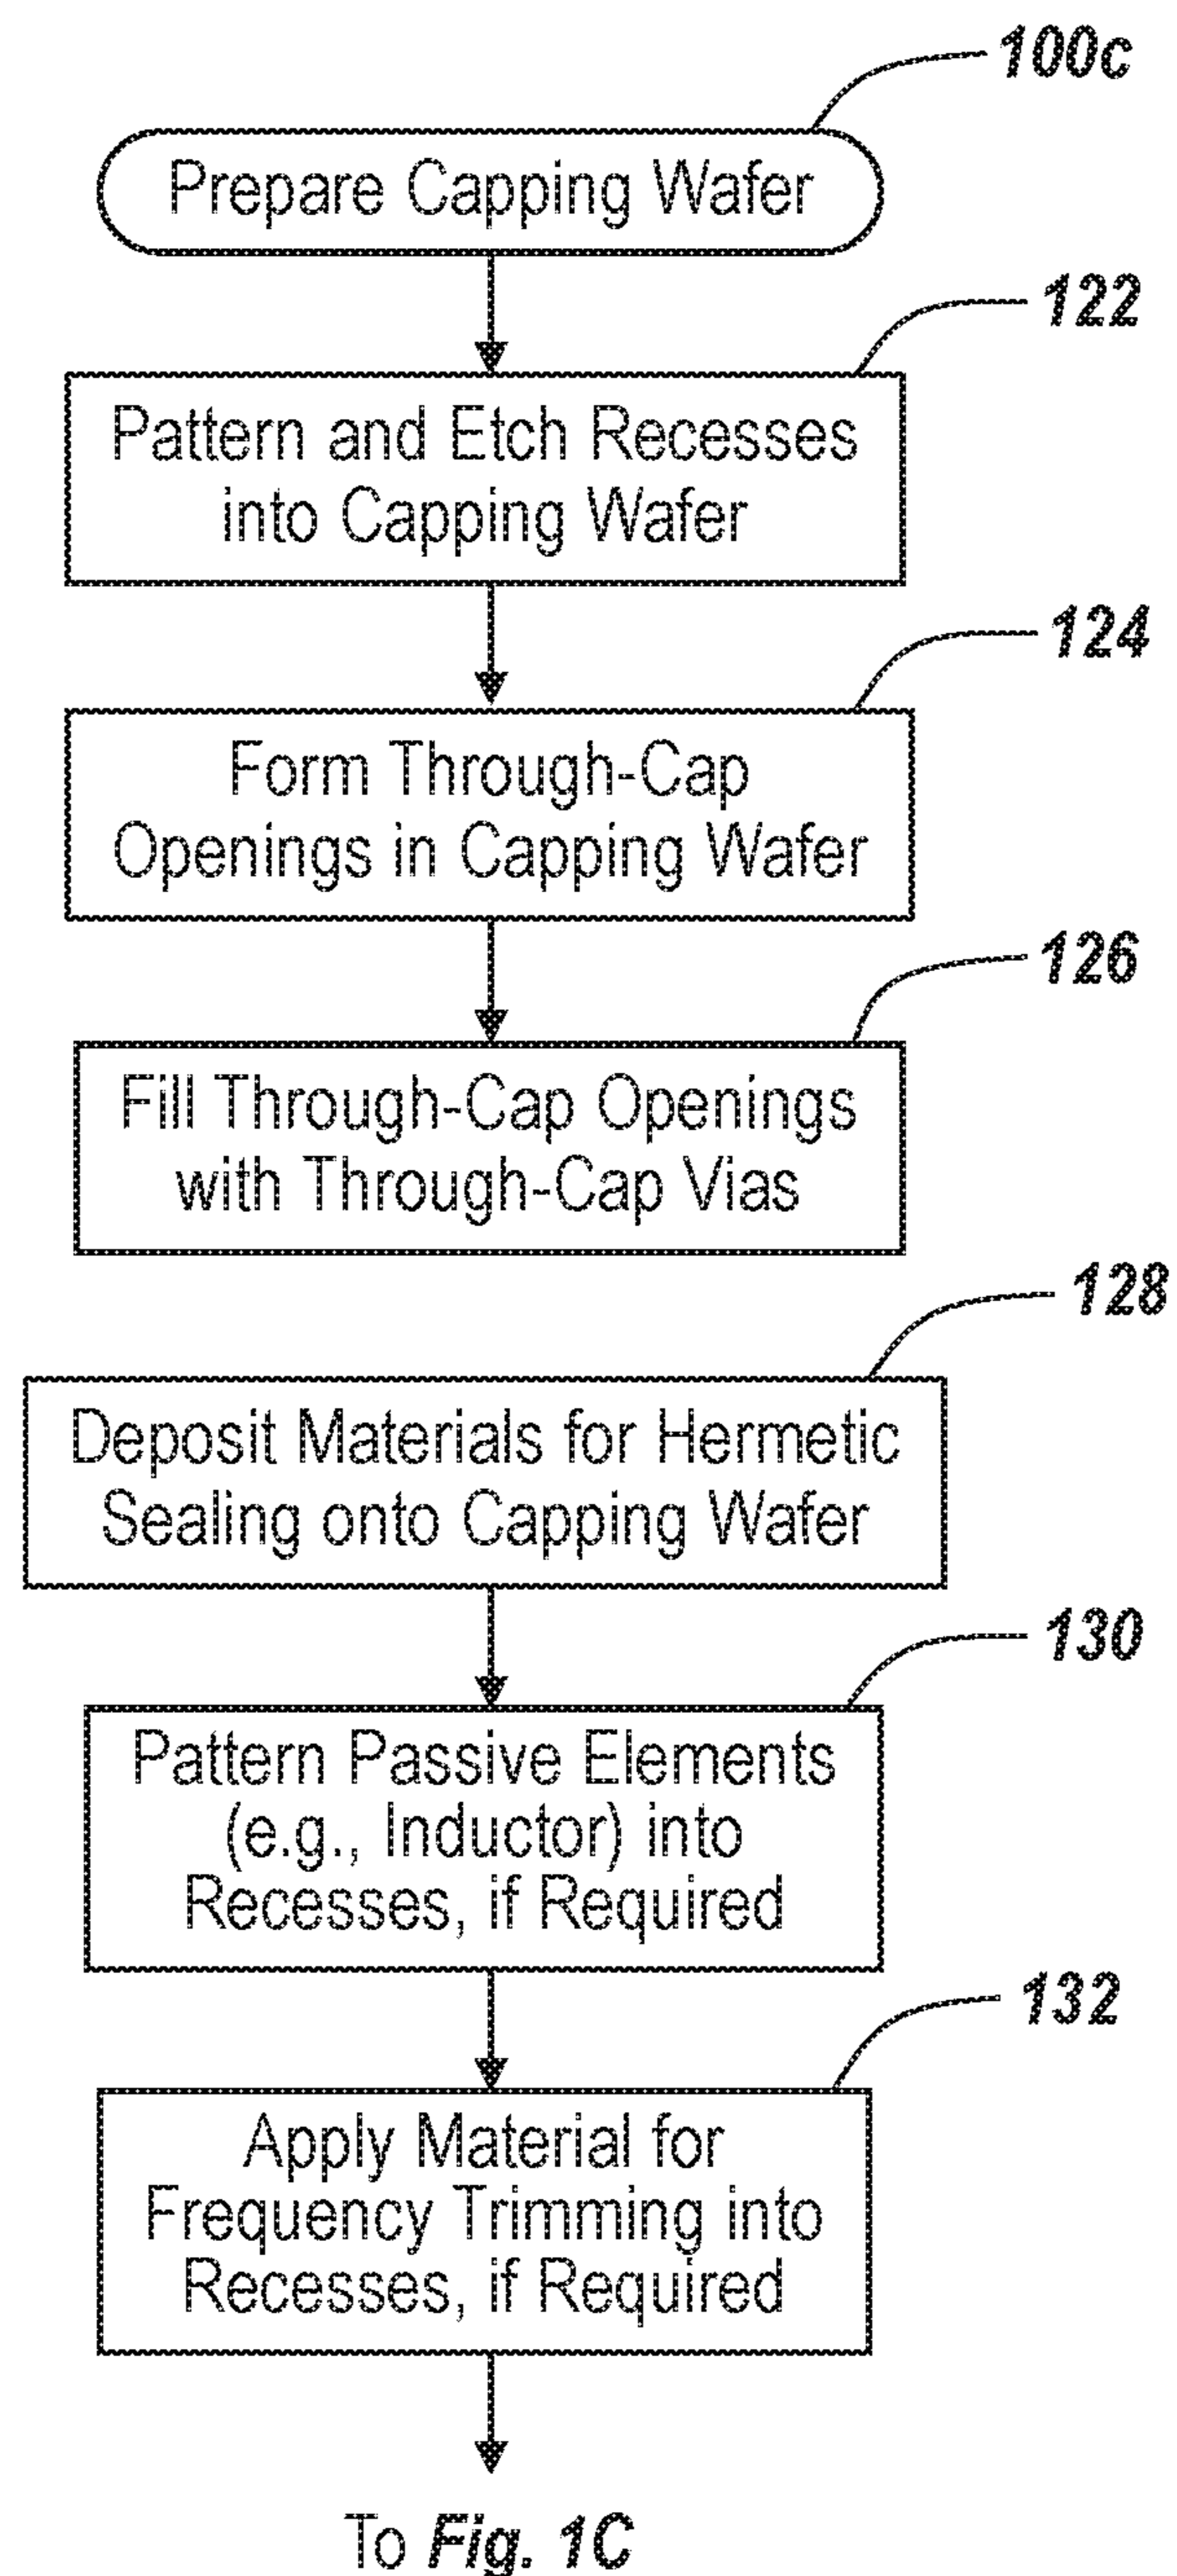 100c
Prepare Capping Wafer
122
Pattern and Etch Recesses
into Capping Wafer
124
Form Through-Cap
Openings in Capping Wafer
126
Fill Through-Cap Openings
with Through-Cap Vias
128
Deposit Materials for Hermetic
Sealing onto Capping Wafer
130
Pattern Passive Elements
(e.g., Inductor) into
Recesses, if Required
132
Apply Material for
Frequency Trimming into
Recesses, if Required
To Fig. 1C